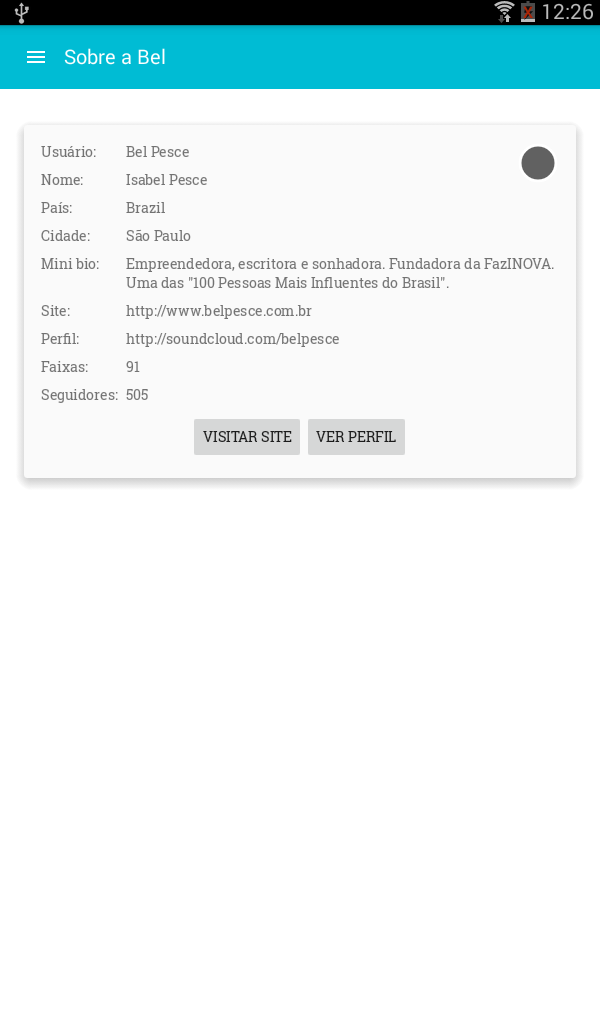 12:26
Sobre a Bel
Usuário: Bel Pesce
Nome: Isabel Pesce
País: Brazil
Cidade: São Paulo
Mini bio: Empreendedora, escritora e sonhadora. Fundadora da FazINOVA.
Uma das "100 Pessoas Mais Influentes do Brasil".
Site: http://www.belpesce.com.br
Perfil: http://soundcloud.com/belpesce
Faixas: 91
Seguidores: 505
VISITAR SITE VER PERFIL